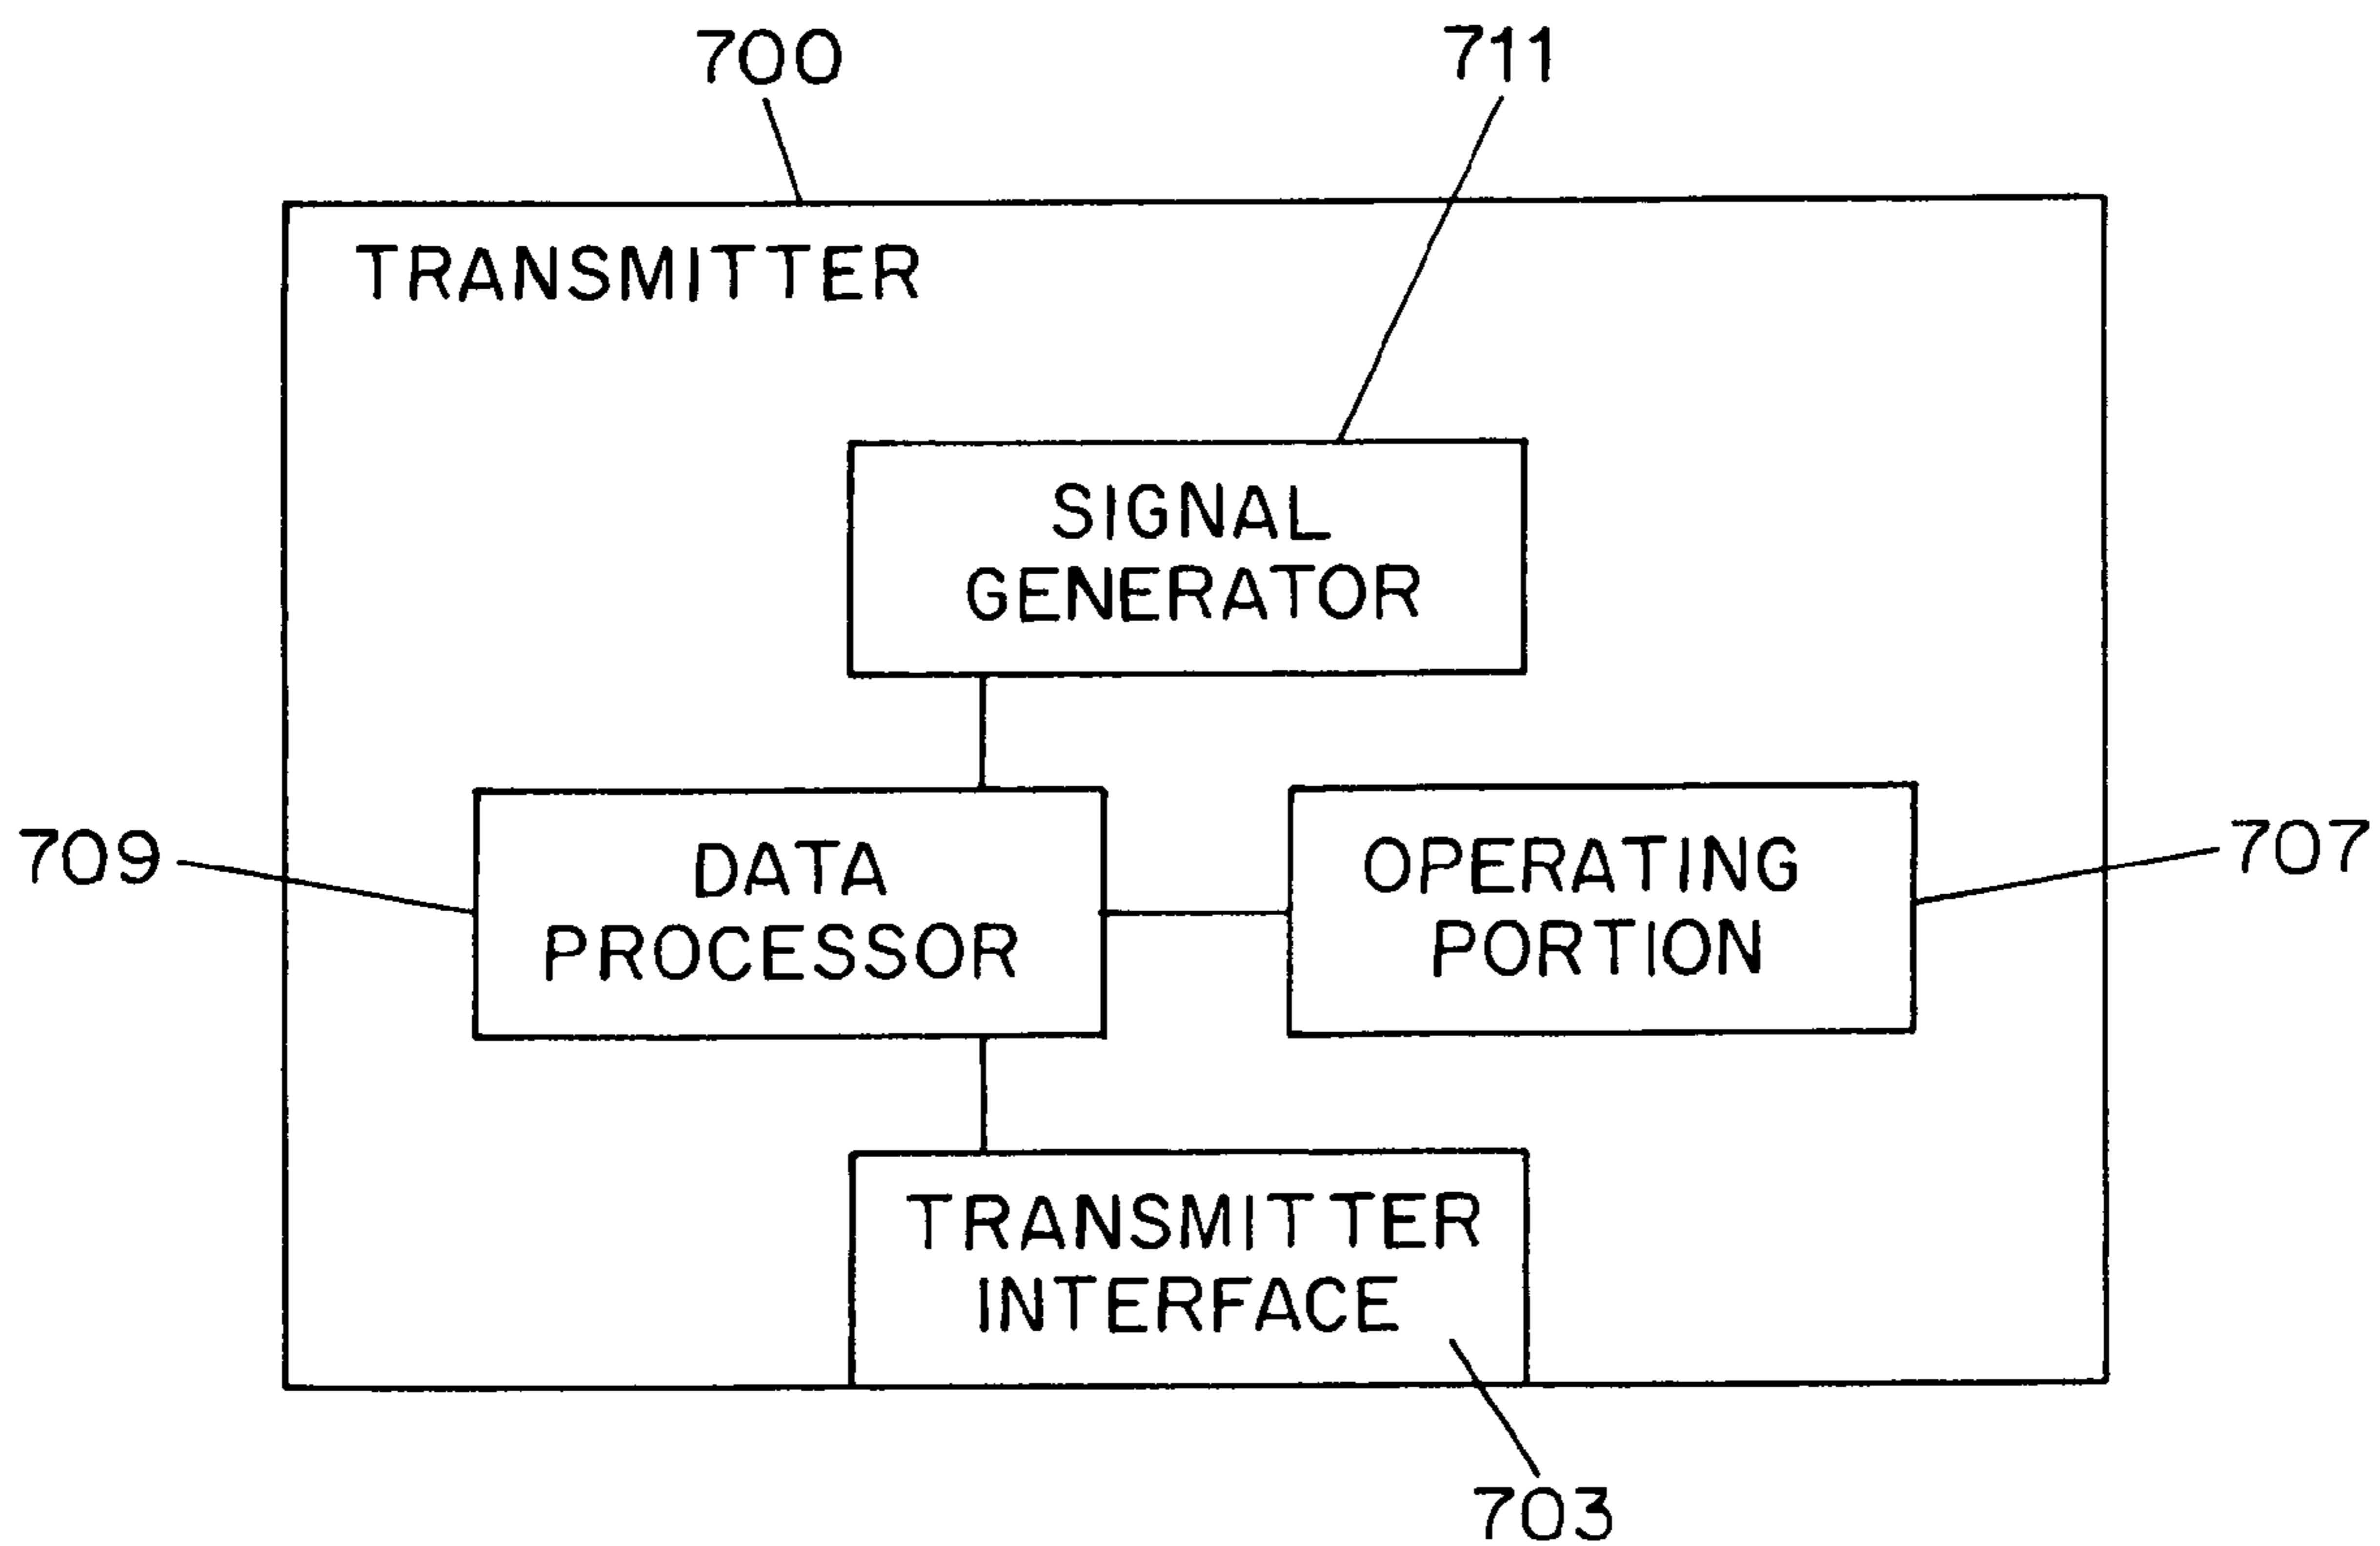 700
711
TRANSMITTER
SIGNAL
GENERATOR
709
DATA
PROCESSOR
OPERATING
PORTION
707
TRANSMITTER
INTERFACE
703